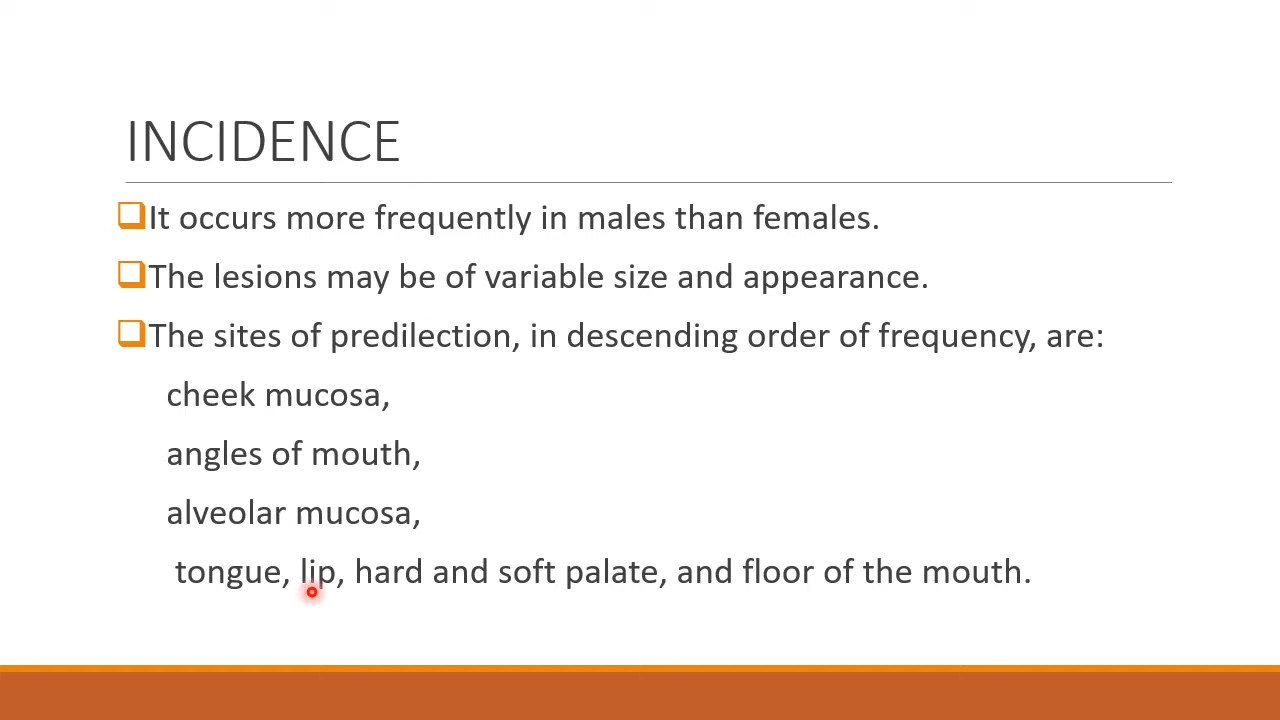 INCIDENCE
It occurs more frequently in males than females.
The lesions may be of variable size and appearance.
The sites of predilection, in descending order of frequency, are:
cheek mucosa,
angles of mouth,
alveolar mucosa,
tongue, lip, hard and soft palate, and floor of the mouth.